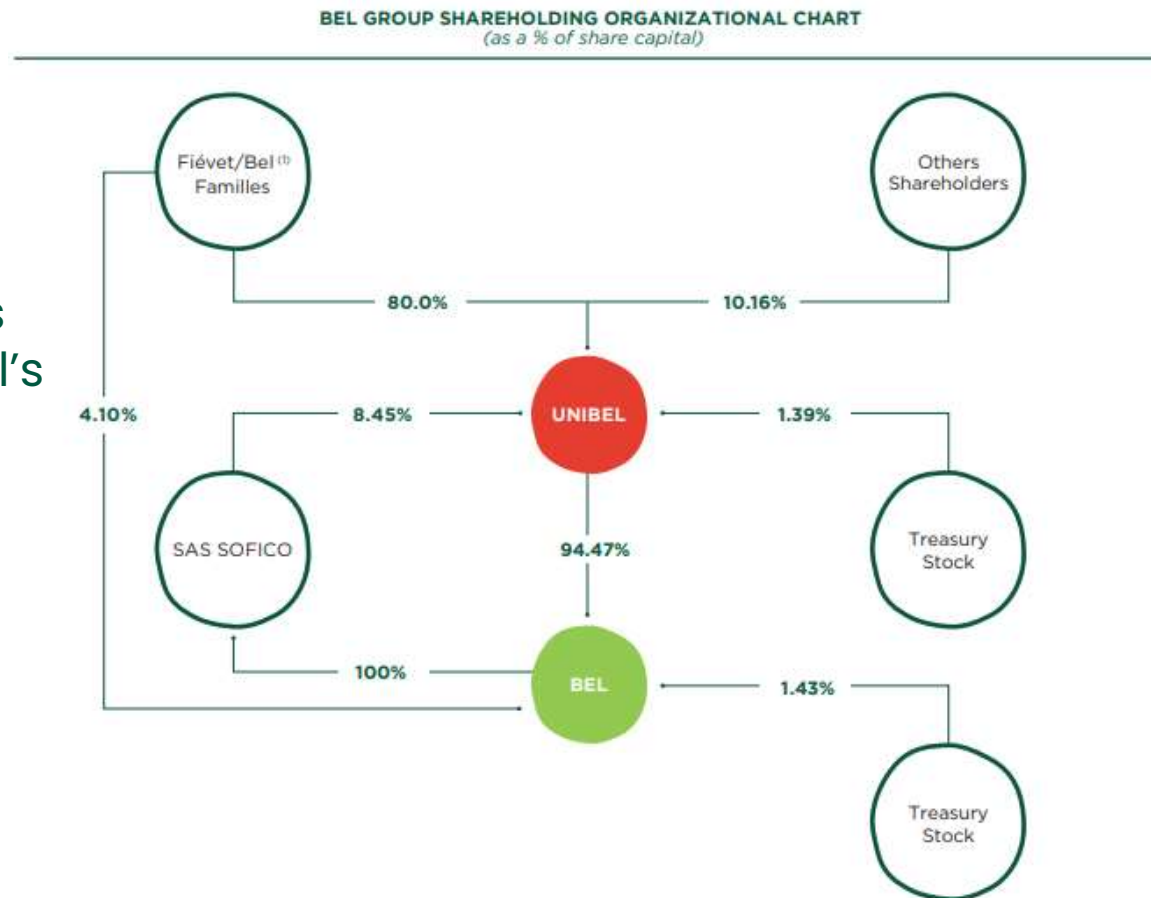 BEL GROUP SHAREHOLDING ORGANIZATIONAL CHART
(as a % of share capital)
Fiévet/Bel (1)
Familles
Others
Shareholders
80.0%
10.16%
s
l's
4.10%
8.45%
UNIBEL
1.39%
SAS SOFICO
94.47%
Treasury
Stock
100%
BEL
1.43%
Treasury
Stock